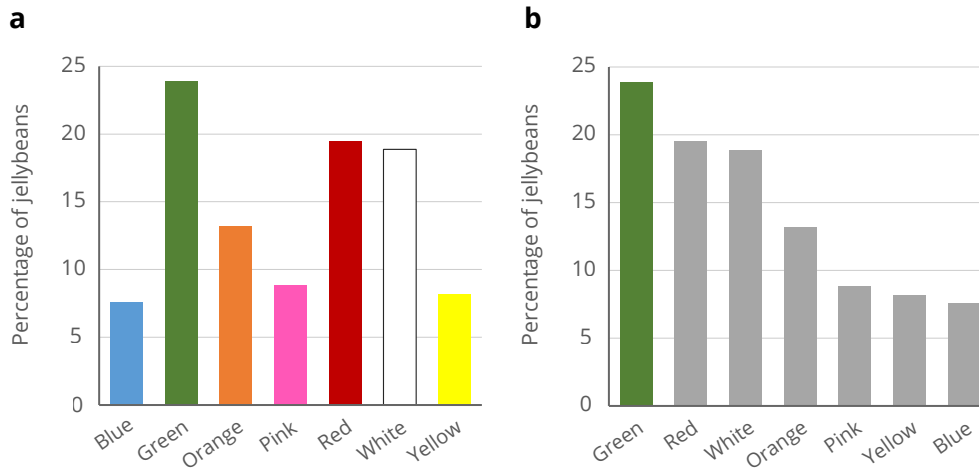 a
Percentage of jellybeans
25
20
15
10
5
0
Blue
Green
Orange
Pink
Red
White
Yellow
b
Percentage of jellybeans
25
20
15
10
5
0
Green
Red
White
Orange
Pink
Yellow
Blue